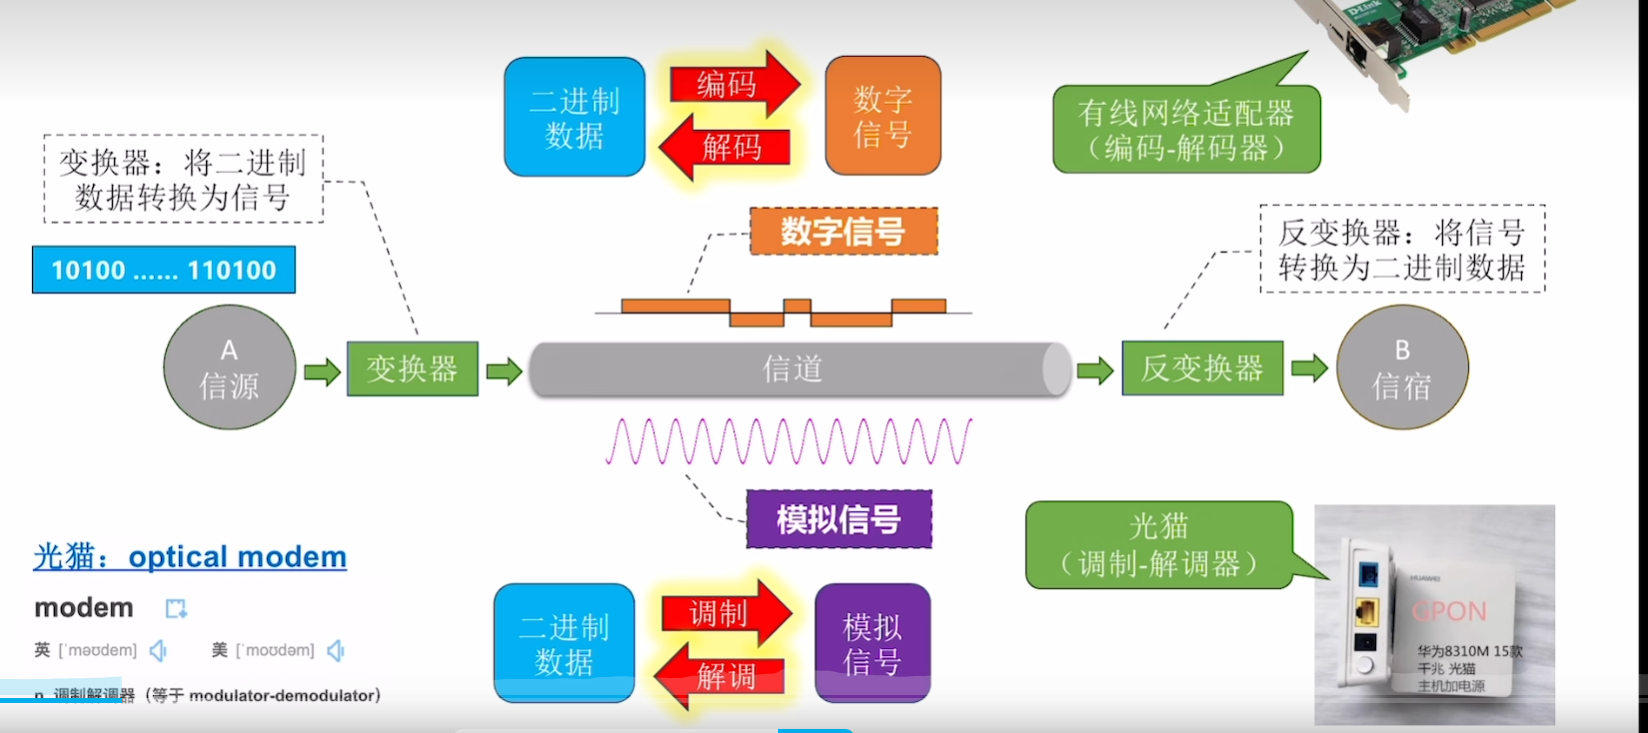 D-Link
二进制
数据
编码
解码
数字
信号
有线网络适配器
（编码-解码器）
变换器：将二进制
数据转换为信号
数字信号
反变换器：将信号
转换为二进制数据
10100 …… 110100
A
信源
变换器
信道
反变换器
B
信宿
模拟信号
光猫
（调制-解调器）
光猫：optical modem
modem
英 [ˈməʊdem]
美 [ˈmoʊdəm]
n. 调制解调器（等于 modulator-demodulator）
二进制
数据
调制
解调
模拟
信号
HUAWEI
GPON
华为8310M 15款
千兆 光猫
主机加电源